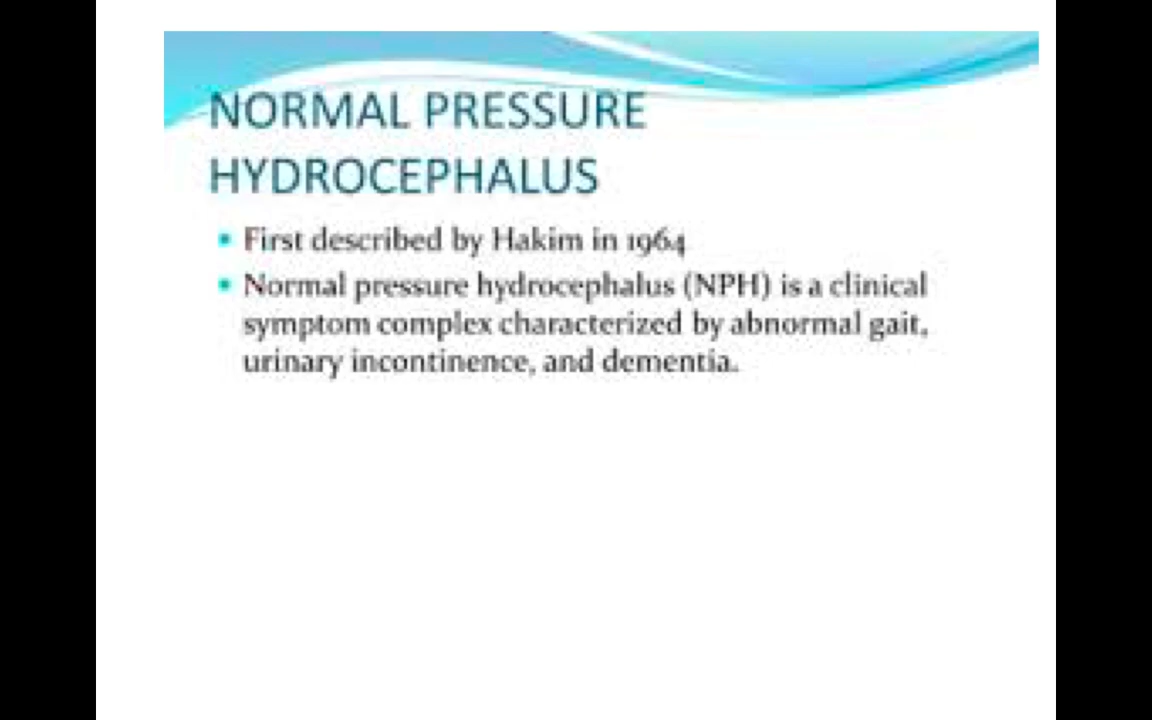 NORMAL PRESSURE
HYDROCEPHALUS
• First described by Hakim in 1964
• Normal pressure hydrocephalus (NPH) is a clinical
symptom complex characterized by abnormal gait,
urinary incontinence, and dementia.